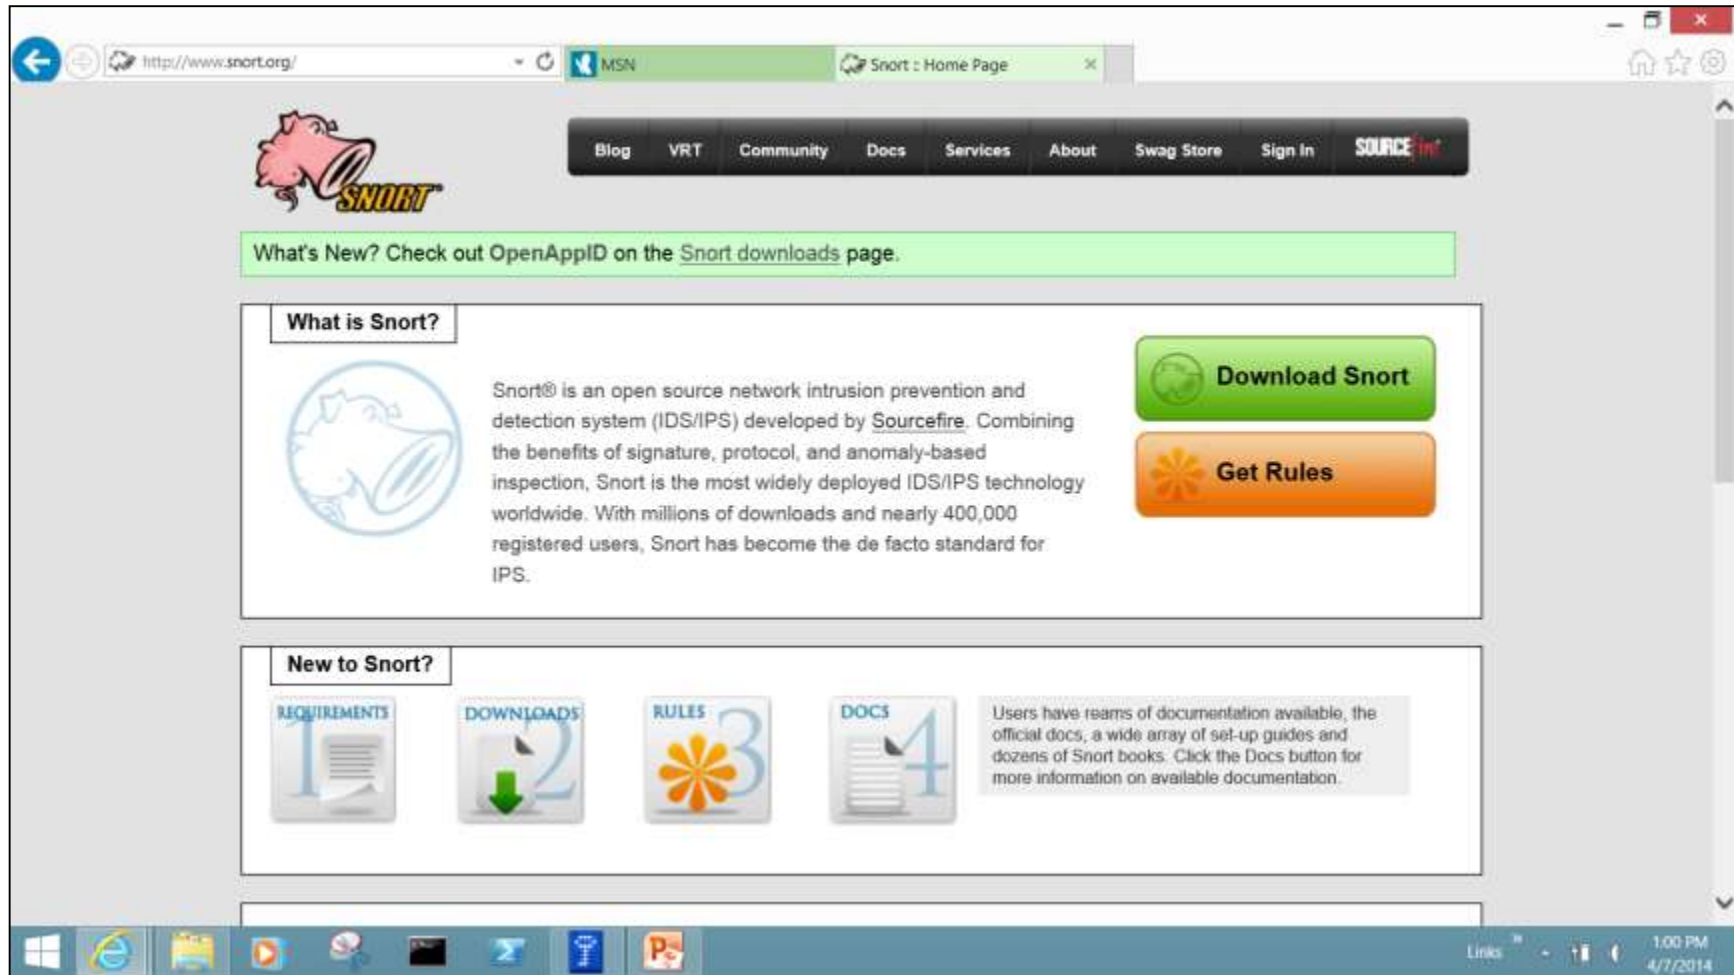 http://www.snort.org/
MSN
Snort :: Home Page
SNORT
Blog VRT Community Docs Services About Swag Store Sign In SOURCEfire
What's New? Check out OpenAppID on the Snort downloads page.
What is Snort?
Snort® is an open source network intrusion prevention and
detection system (IDS/IPS) developed by Sourcefire. Combining
the benefits of signature, protocol, and anomaly-based
inspection, Snort is the most widely deployed IDS/IPS technology
worldwide. With millions of downloads and nearly 400,000
registered users, Snort has become the de facto standard for
IPS.
Download Snort
Get Rules
New to Snort?
REQUIREMENTS 1
DOWNLOADS 2
RULES 3
DOCS 4
Users have reams of documentation available, the
official docs, a wide array of set-up guides and
dozens of Snort books. Click the Docs button for
more information on available documentation.
Links
1:00 PM
4/7/2014